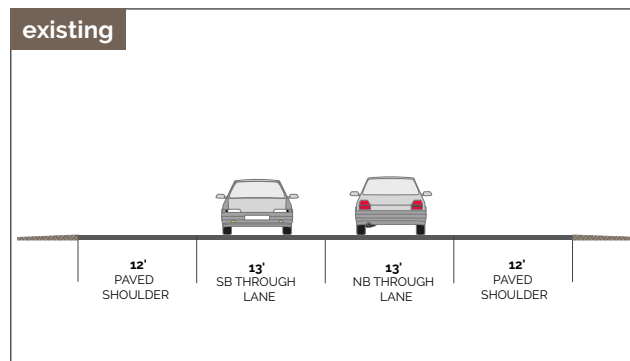 existing
12'
PAVED
SHOULDER
13'
SB THROUGH
LANE
13'
NB THROUGH
LANE
12'
PAVED
SHOULDER